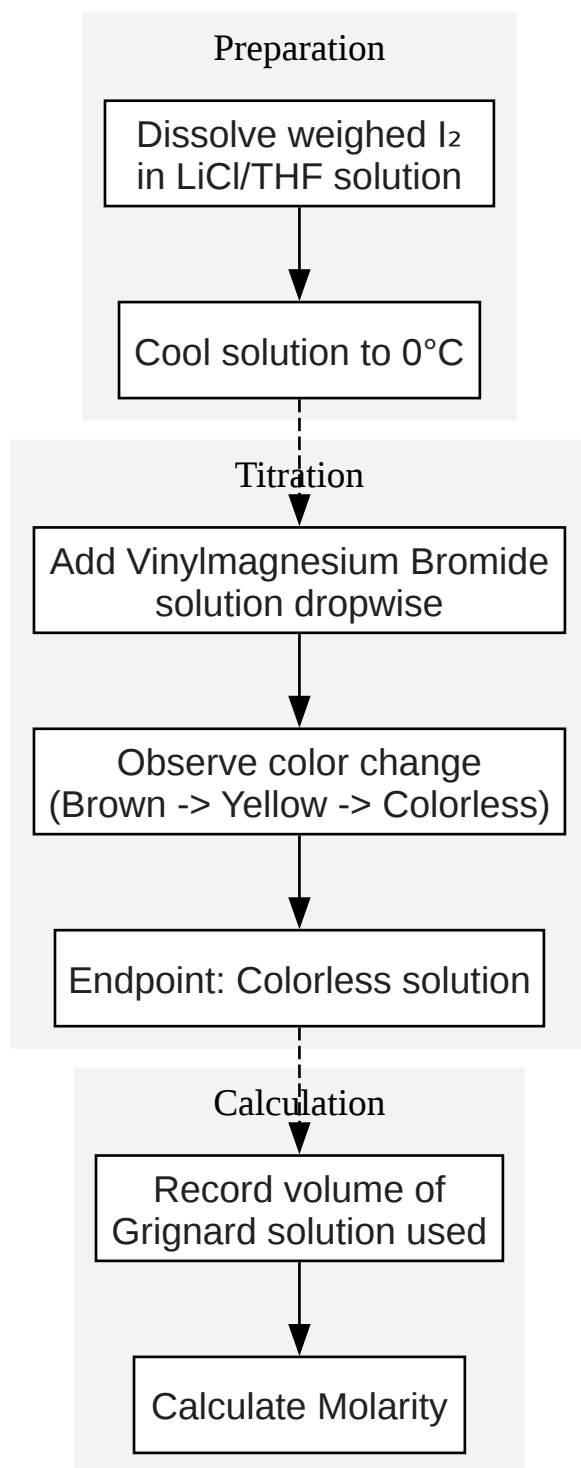 Preparation
Dissolve weighed I₂
in LiCl/THF solution
Cool solution to 0°C
Titration
Add Vinylmagnesium Bromide
solution dropwise
Observe color change
(Brown -> Yellow -> Colorless)
Endpoint: Colorless solution
Calculation
Record volume of
Grignard solution used
Calculate Molarity